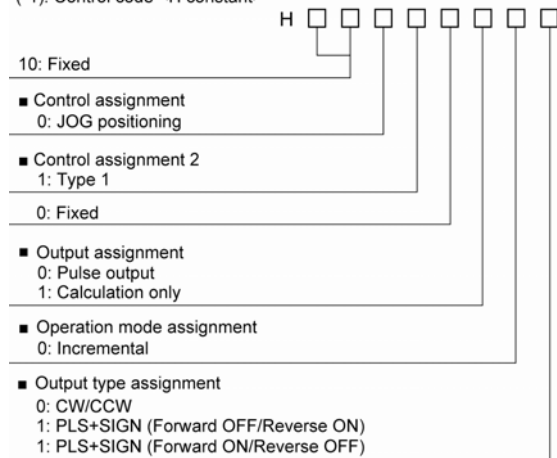 (*1): Control code <H constant>
H □ □ □ □ □ □ □ □
10: Fixed
■ Control assignment
0: JOG positioning
■ Control assignment 2
1: Type 1
0: Fixed
■ Output assignment
0: Pulse output
1: Calculation only
■ Operation mode assignment
0: Incremental
■ Output type assignment
0: CW/CCW
1: PLS+SIGN (Forward OFF/Reverse ON)
1: PLS+SIGN (Forward ON/Reverse OFF)